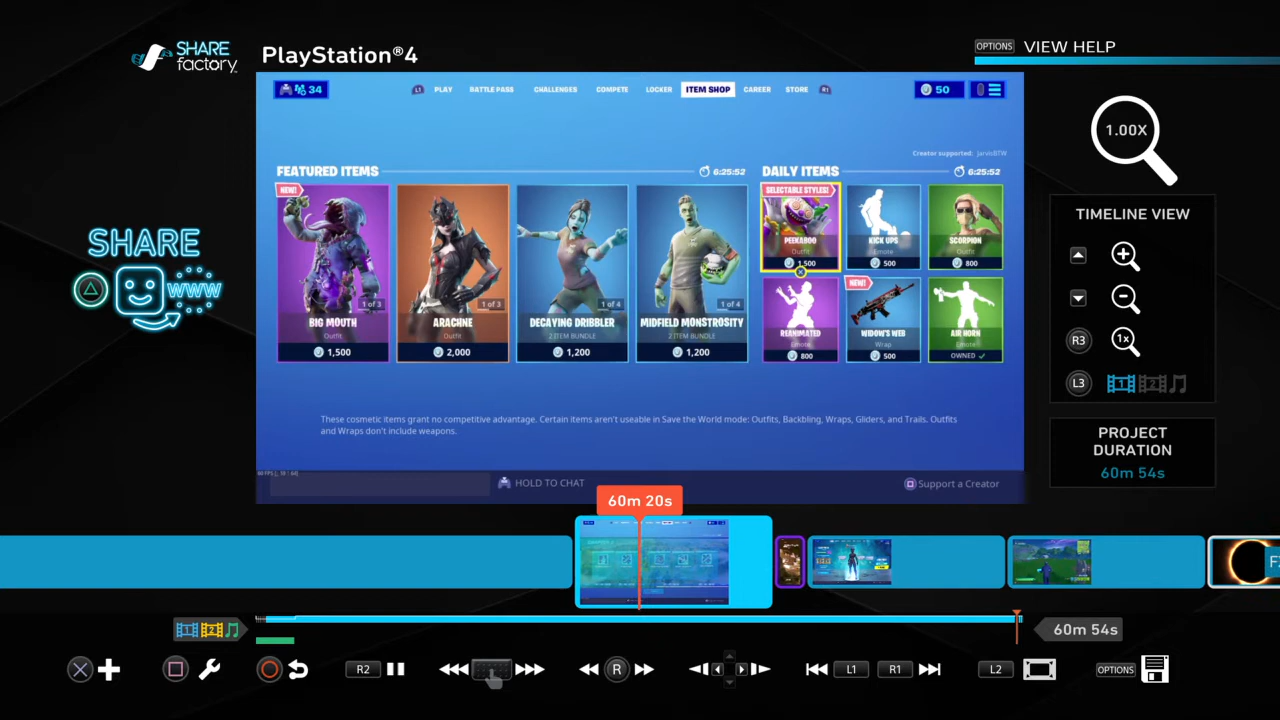 SHARE
factory™
PlayStation®4
OPTIONS VIEW HELP
34
L1 PLAY BATTLE PASS CHALLENGES COMPETE LOCKER ITEM SHOP CAREER STORE R1
50
Creator supported: JarvisBTW
FEATURED ITEMS 6:25:52
DAILY ITEMS 6:25:52
NEW!
1 of 3
BIG MOUTH
Outfit
1,500
1 of 3
ARACHNE
Outfit
2,000
1 of 4
DECAYING DRIBBLER
2 ITEM BUNDLE
1,200
1 of 4
MIDFIELD MONSTROSITY
2 ITEM BUNDLE
1,200
SELECTABLE STYLES!
PEEKABOO
Outfit
1,500
KICK UPS
Emote
500
SCORPION
Outfit
800
REANIMATED
Emote
800
NEW!
WIDOW'S WEB
Wrap
500
AIR HORN
Emote
OWNED ✓
These cosmetic items grant no competitive advantage. Certain items aren't useable in Save the World mode: Outfits, Backbling, Wraps, Gliders, and Trails. Outfits
and Wraps don't include weapons.
HOLD TO CHAT
Support a Creator
SHARE
www
1.00X
TIMELINE VIEW
R3 1x
L3 1 2
PROJECT
DURATION
60m 54s
60m 20s
1 2
60m 54s
R2
R
L1 R1
L2
OPTIONS